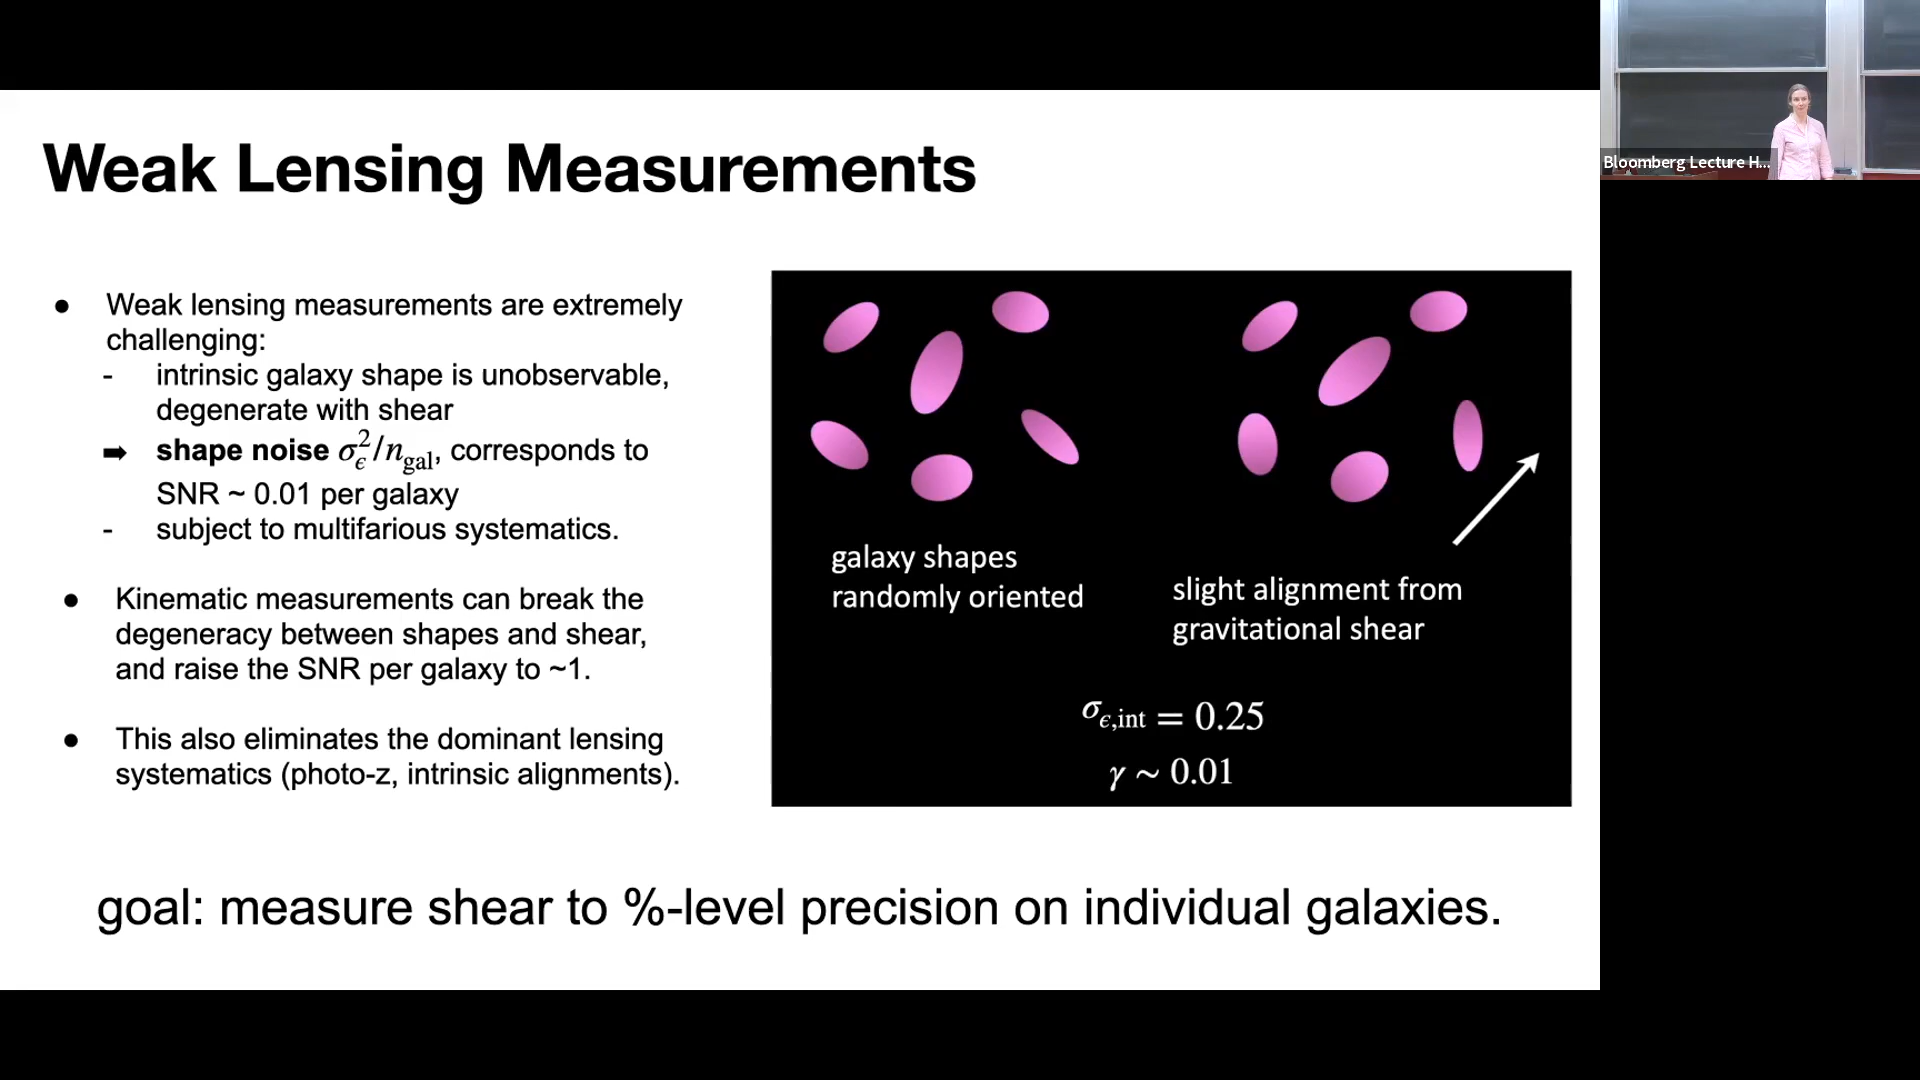 Weak Lensing Measurements
● Weak lensing measurements are extremely
challenging:
- intrinsic galaxy shape is unobservable,
degenerate with shear
➡ shape noise σ_ϵ^2/n_gal, corresponds to
SNR ~ 0.01 per galaxy
- subject to multifarious systematics.
● Kinematic measurements can break the
degeneracy between shapes and shear,
and raise the SNR per galaxy to ~1.
● This also eliminates the dominant lensing
systematics (photo-z, intrinsic alignments).
galaxy shapes
randomly oriented
slight alignment from
gravitational shear
σ_ϵ,int = 0.25
γ ~ 0.01
goal: measure shear to %-level precision on individual galaxies.
Bloomberg Lecture H...